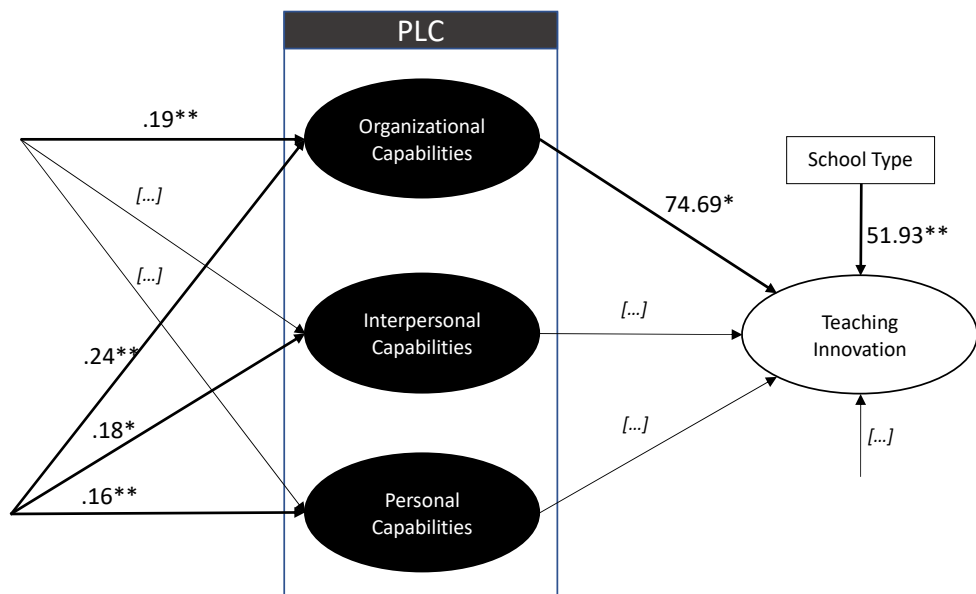 PLC
.19**
Organizational
Capabilities
School Type
[...]
74.69*
51.93**
[...]
Interpersonal
Capabilities
[...]
Teaching
Innovation
.24**
.18*
[...]
[...]
.16**
Personal
Capabilities